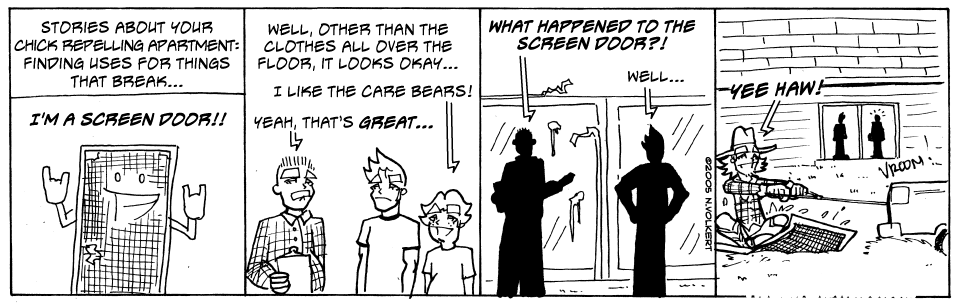 STORIES ABOUT YOUR
CHICK REPELLING APARTMENT:
FINDING USES FOR THINGS
THAT BREAK...
I'M A SCREEN DOOR!!
WELL, OTHER THAN THE
CLOTHES ALL OVER THE
FLOOR, IT LOOKS OKAY...
I LIKE THE CARE BEARS!
YEAH, THAT'S GREAT...
WHAT HAPPENED TO THE
SCREEN DOOR?!
WELL...
©2005 N.VOLKERT
YEE HAW!
VROOM!